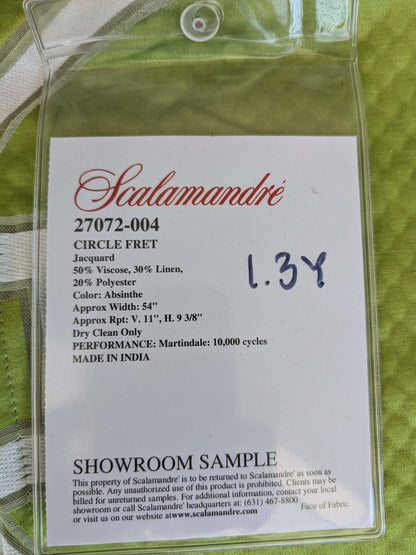 Scalamandré
27072-004
CIRCLE FRET
Jacquard
50% Viscose, 30% Linen,
20% Polyester
Color: Absinthe
Approx Width: 54"
Approx Rpt: V. 11", H. 9 3/8"
Dry Clean Only
PERFORMANCE: Martindale: 10,000 cycles
MADE IN INDIA
1.3Y
SHOWROOM SAMPLE
This property of Scalamandre' is to be returned to Scalamandre' as soon as
possible. Any unauthorized use of this product is prohibited. Clients may be
billed for unreturned samples. For additional information, contact your local
showroom or call Scalamandre' headquarters at: (631) 467-8800
or visit us on our website atwww.scalamandre.com
Face of Fabric